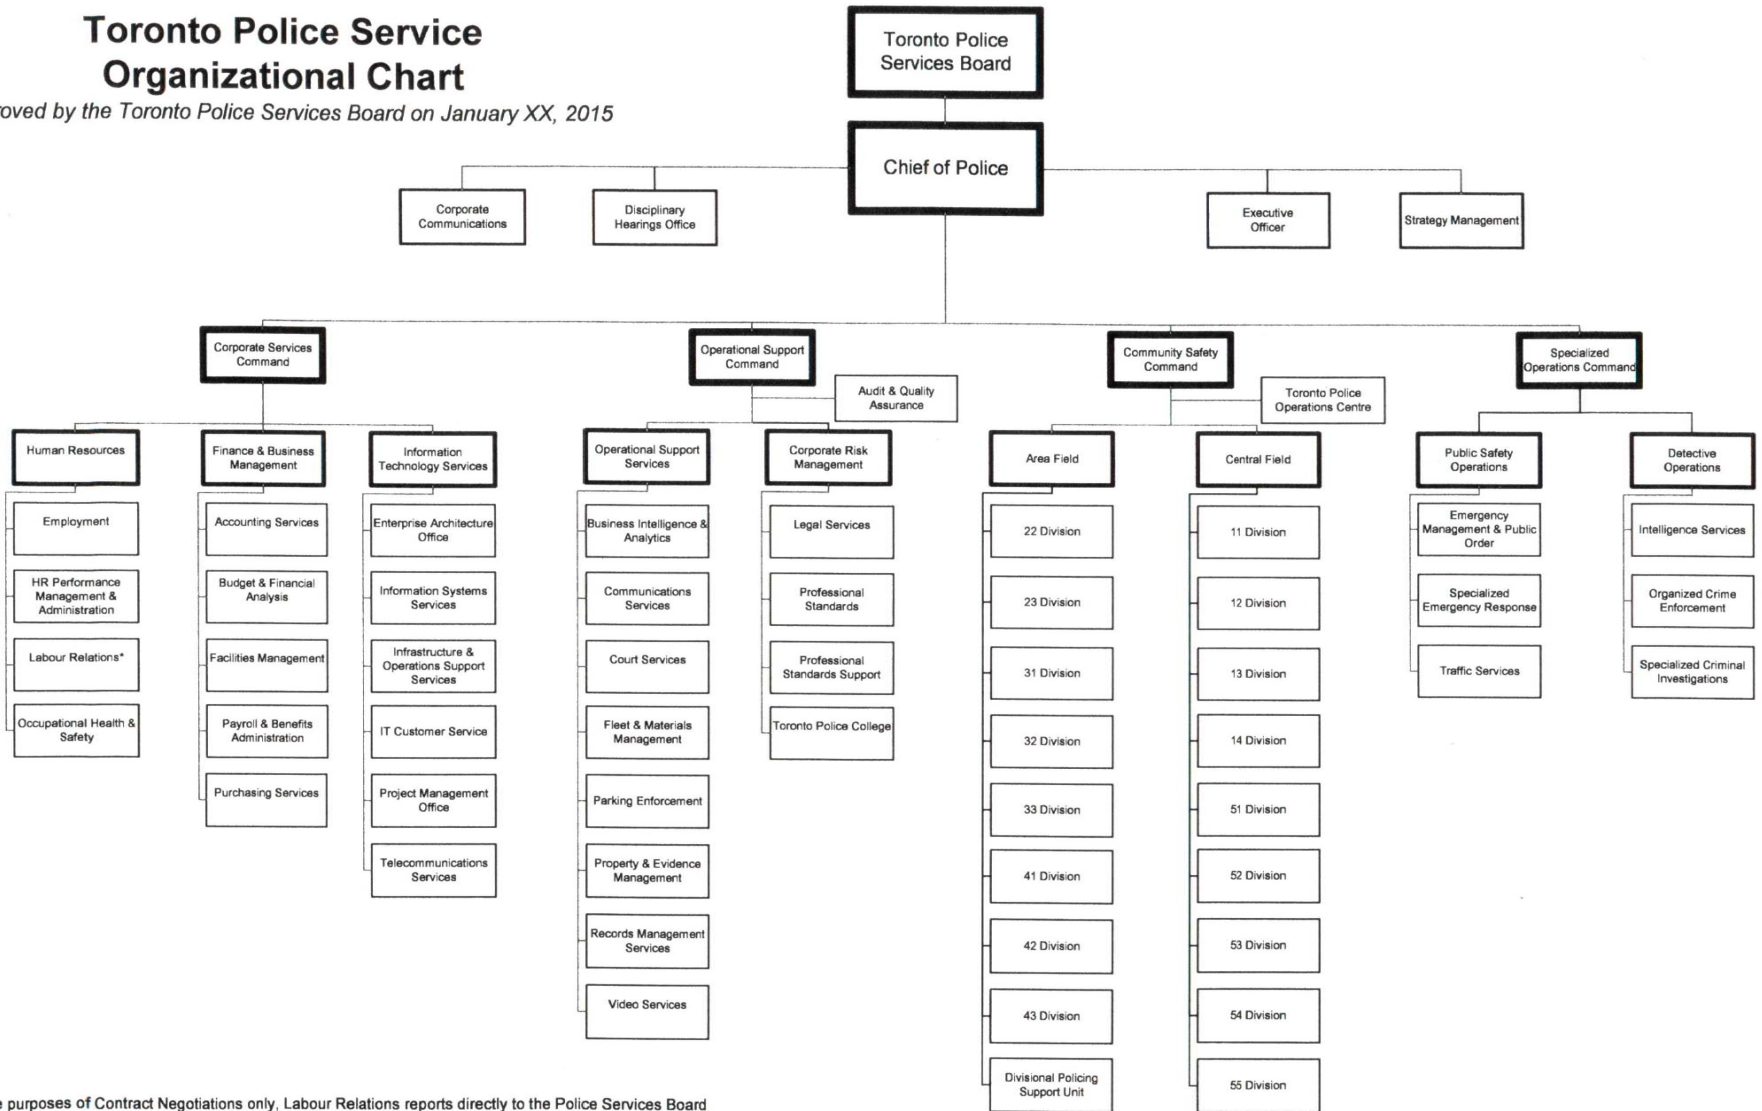 Toronto Police Service
Organizational Chart
roved by the Toronto Police Services Board on January XX, 2015
Toronto Police
Services Board
Chief of Police
Corporate
Communications
Disciplinary
Hearings Office
Executive
Officer
Strategy Management
Corporate Services
Command
Operational Support
Command
Community Safety
Command
Specialized
Operations Command
Audit & Quality
Assurance
Toronto Police
Operations Centre
Human Resources
Finance & Business
Management
Information
Technology Services
Operational Support
Services
Corporate Risk
Management
Area Field
Central Field
Public Safety
Operations
Detective
Operations
Employment
HR Performance
Management &
Administration
Labour Relations*
Occupational Health &
Safety
Accounting Services
Budget & Financial
Analysis
Facilities Management
Payroll & Benefits
Administration
Purchasing Services
Enterprise Architecture
Office
Information Systems
Services
Infrastructure &
Operations Support
Services
IT Customer Service
Project Management
Office
Telecommunications
Services
Business Intelligence &
Analytics
Communications
Services
Court Services
Fleet & Materials
Management
Parking Enforcement
Property & Evidence
Management
Records Management
Services
Video Services
Legal Services
Professional
Standards
Professional
Standards Support
Toronto Police College
22 Division
23 Division
31 Division
32 Division
33 Division
41 Division
42 Division
43 Division
Divisional Policing
Support Unit
11 Division
12 Division
13 Division
14 Division
51 Division
52 Division
53 Division
54 Division
55 Division
Emergency
Management & Public
Order
Specialized
Emergency Response
Traffic Services
Intelligence Services
Organized Crime
Enforcement
Specialized Criminal
Investigations
e purposes of Contract Negotiations only, Labour Relations reports directly to the Police Services Board